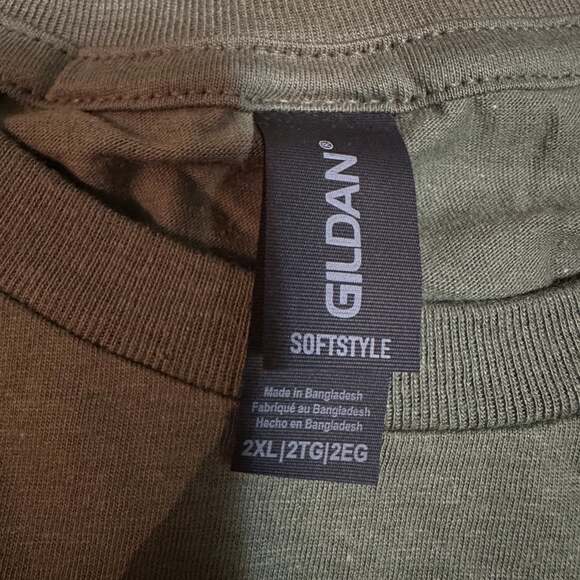 GILDAN®
SOFTSTYLE
Made in Bangladesh
Fabriqué au Bangladesh
Hecho en Bangladesh
2XL|2TG|2EG